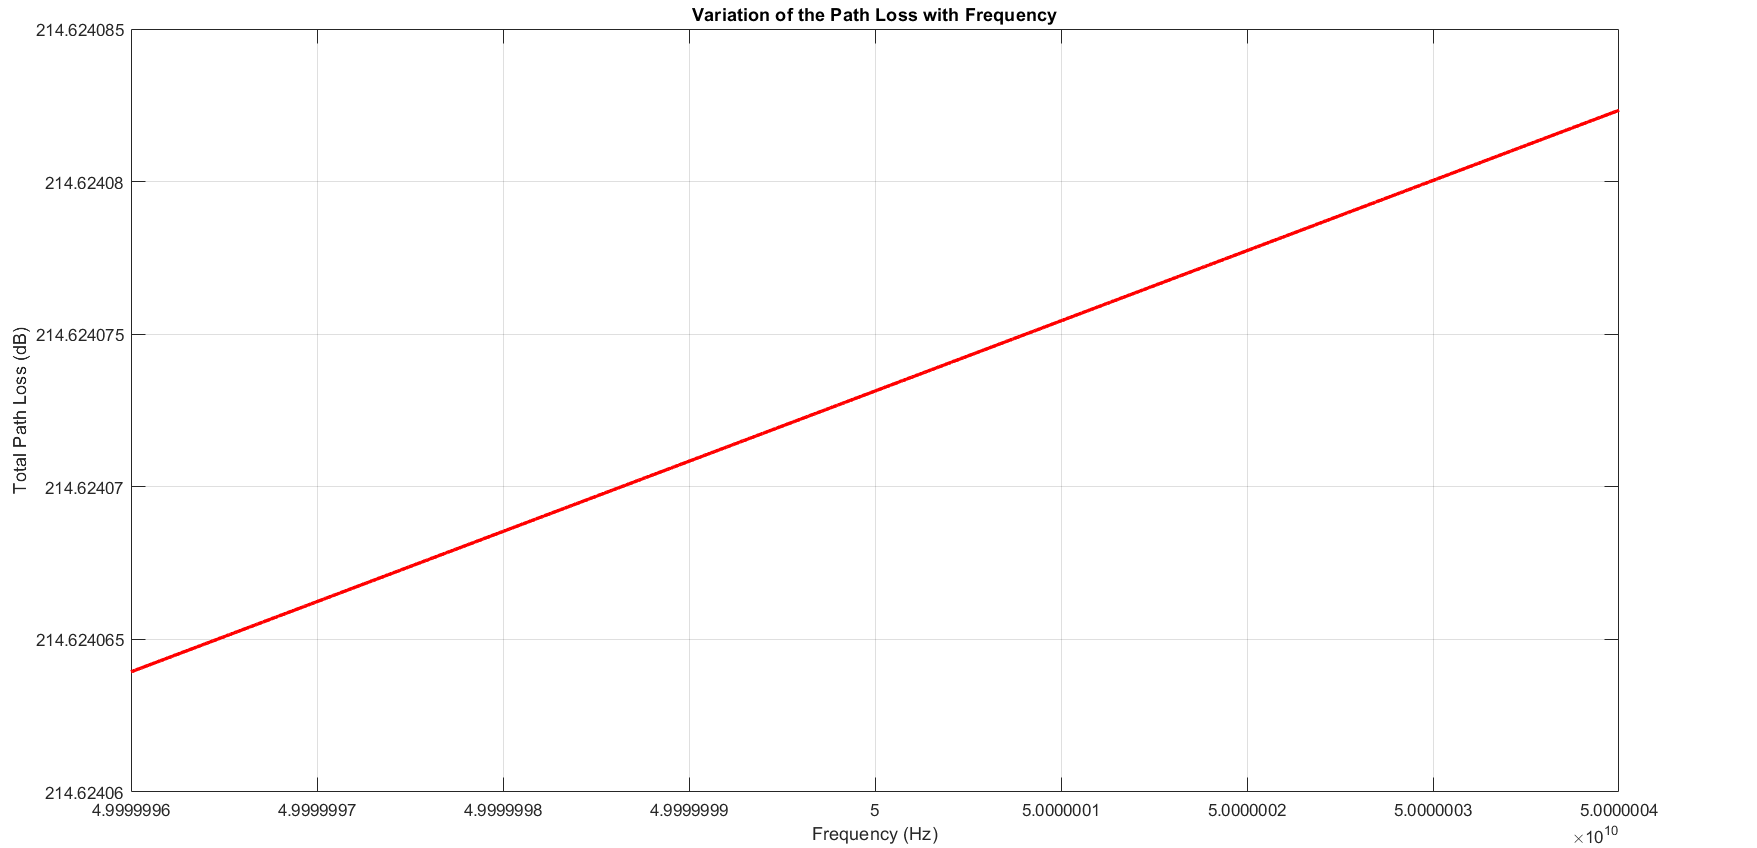 Variation of the Path Loss with Frequency
214.624085
214.62408
214.624075
214.62407
214.624065
214.62406
Total Path Loss (dB)
4.9999996 4.9999997 4.9999998 4.9999999 5 5.0000001 5.0000002 5.0000003 5.0000004
Frequency (Hz)
×10^10